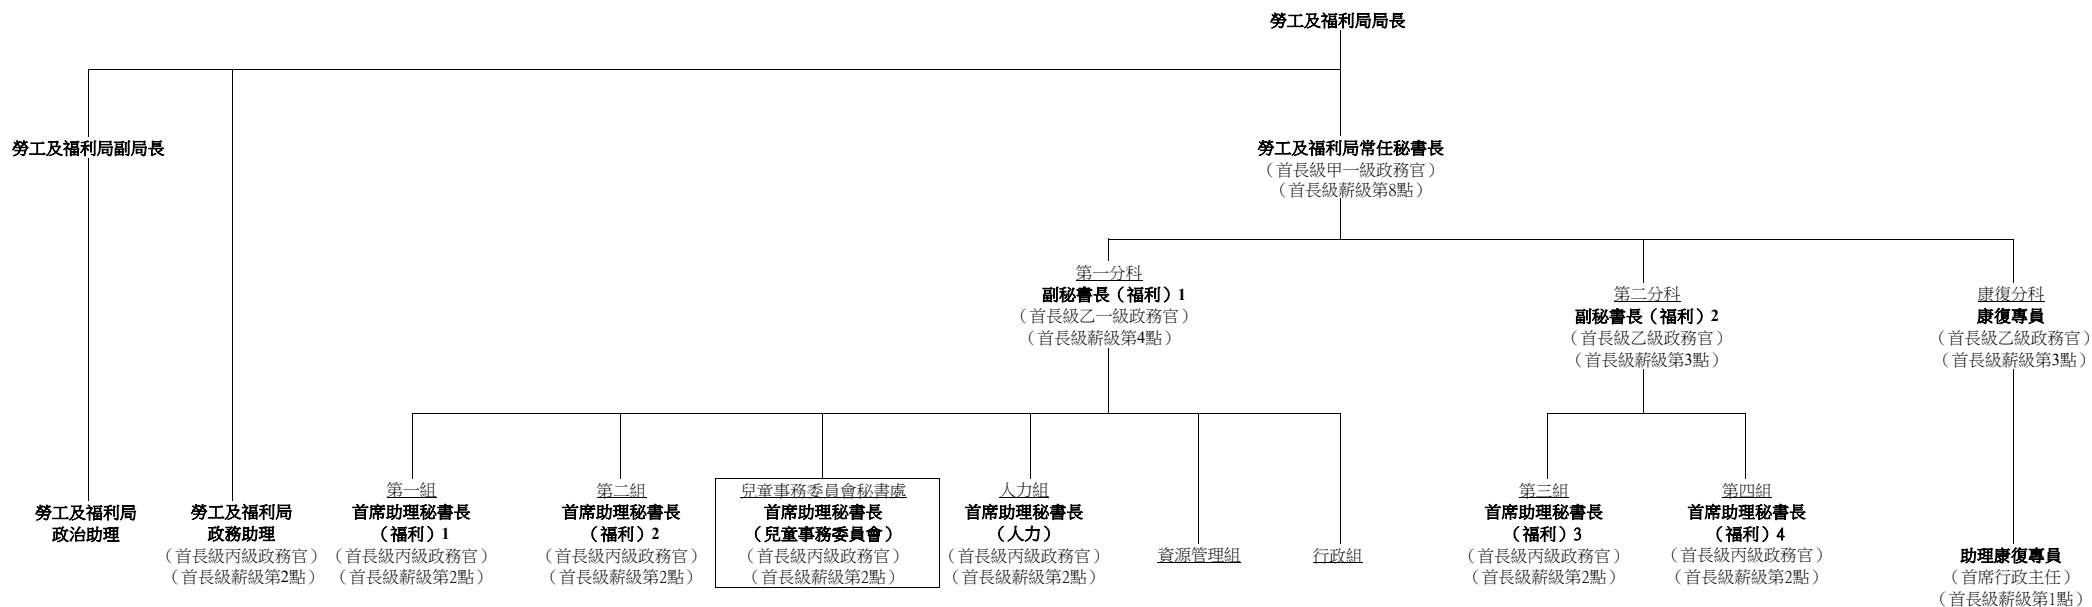 勞工及福利局局長
勞工及福利局副局長
勞工及福利局常任秘書長
（首長級甲一級政務官）
（首長級薪級第8點）
第一分科
副秘書長（福利）1
（首長級乙一級政務官）
（首長級薪級第4點）
第二分科
副秘書長（福利）2
（首長級乙級政務官）
（首長級薪級第3點）
康復分科
康復專員
（首長級乙級政務官）
（首長級薪級第3點）
勞工及福利局
政治助理
勞工及福利局
政務助理
（首長級丙級政務官）
（首長級薪級第2點）
第一組
首席助理秘書長
（福利）1
（首長級丙級政務官）
（首長級薪級第2點）
第二組
首席助理秘書長
（福利）2
（首長級丙級政務官）
（首長級薪級第2點）
兒童事務委員會秘書處
首席助理秘書長
（兒童事務委員會）
（首長級丙級政務官）
（首長級薪級第2點）
人力組
首席助理秘書長
（人力）
（首長級丙級政務官）
（首長級薪級第2點）
資源管理組
行政組
第三組
首席助理秘書長
（福利）3
（首長級丙級政務官）
（首長級薪級第2點）
第四組
首席助理秘書長
（福利）4
（首長級丙級政務官）
（首長級薪級第2點）
助理康復專員
（首席行政主任）
（首長級薪級第1點）